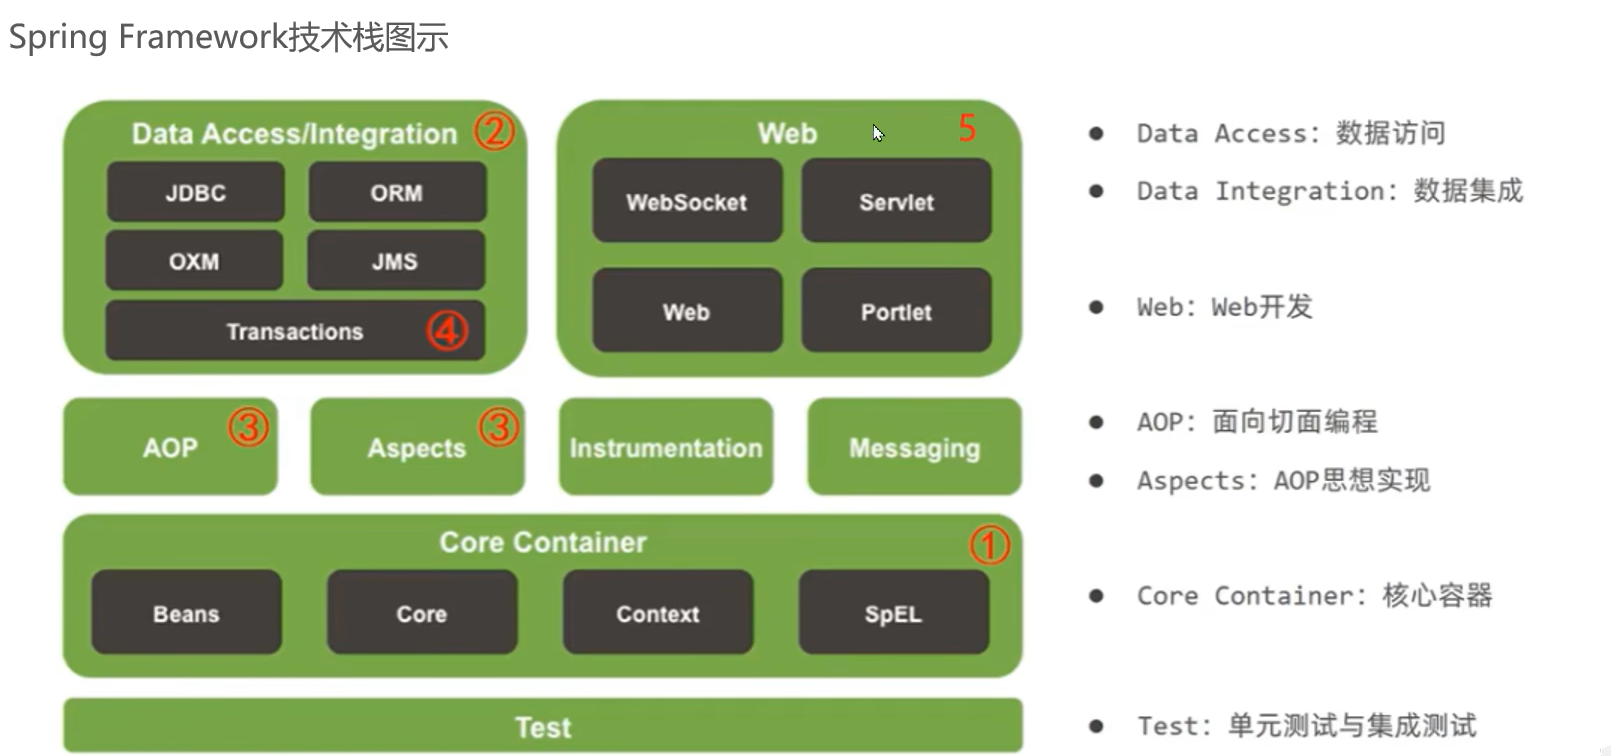 Spring Framework技术栈图示
Data Access/Integration ②
JDBC
ORM
OXM
JMS
Transactions ④
Web 5
WebSocket
Servlet
Web
Portlet
AOP ③
Aspects ③
Instrumentation
Messaging
Core Container ①
Beans
Core
Context
SpEL
Test
● Data Access：数据访问
● Data Integration：数据集成
● Web：Web开发
● AOP：面向切面编程
● Aspects：AOP思想实现
● Core Container：核心容器
● Test：单元测试与集成测试